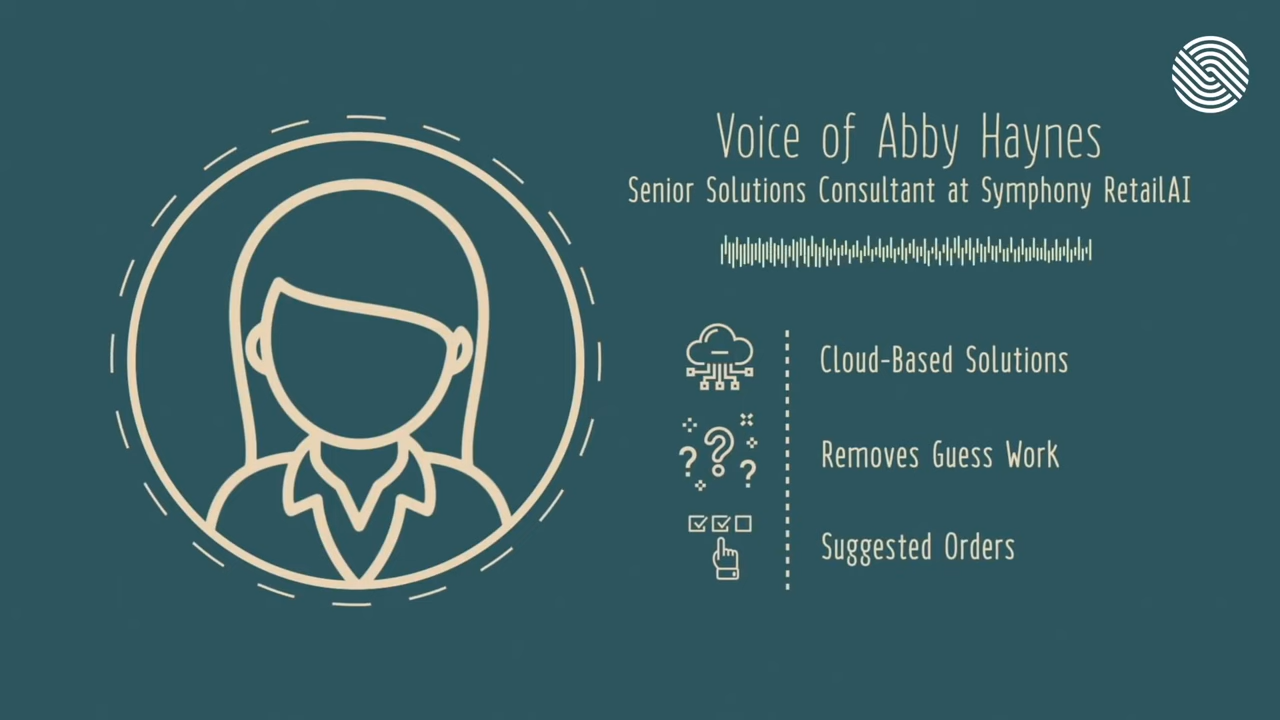 Voice of Abby Haynes
Senior Solutions Consultant at Symphony RetailAI
Cloud-Based Solutions
Removes Guess Work
Suggested Orders